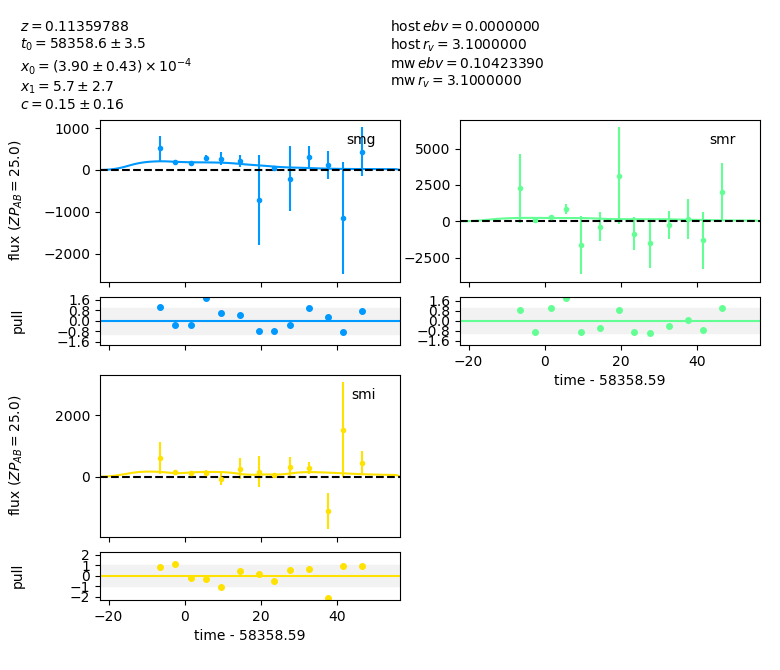 z = 0.11359788
t₀ = 58358.6 ± 3.5
x₀ = (3.90 ± 0.43) × 10⁻⁴
x₁ = 5.7 ± 2.7
c = 0.15 ± 0.16
host ebv = 0.0000000
host r_v = 3.1000000
mw ebv = 0.10423390
mw r_v = 3.1000000
smg
flux (ZP_AB = 25.0)
1000
0
−1000
−2000
smr
5000
2500
0
−2500
pull
1.6
0.8
0.0
−0.8
−1.6
1.6
0.8
0.0
−0.8
−1.6
−20
0
20
40
time - 58358.59
smi
flux (ZP_AB = 25.0)
2000
0
pull
2
1
0
−1
−2
−20
0
20
40
time - 58358.59